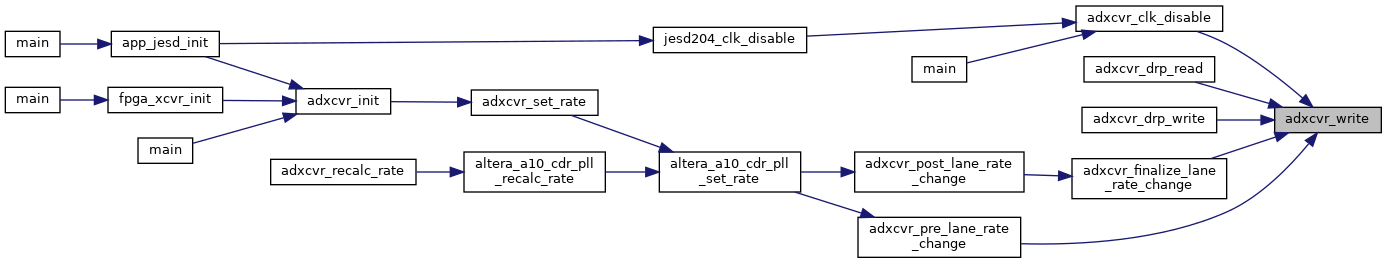 main
app_jesd_init
jesd204_clk_disable
adxcvr_clk_disable
main
adxcvr_drp_read
main
fpga_xcvr_init
adxcvr_init
adxcvr_set_rate
adxcvr_drp_write
adxcvr_write
main
adxcvr_recalc_rate
altera_a10_cdr_pll
_recalc_rate
altera_a10_cdr_pll
_set_rate
adxcvr_post_lane_rate
_change
adxcvr_finalize_lane
_rate_change
adxcvr_pre_lane_rate
_change